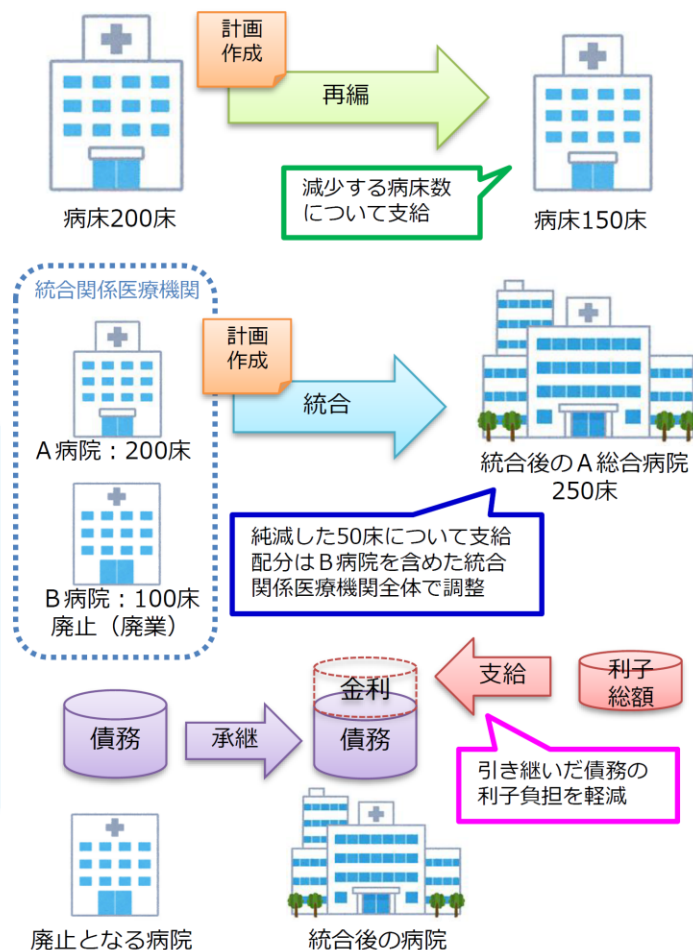 計画
作成
再編
減少する病床数
について支給
病床200床
病床150床
統合関係医療機関
計画
作成
統合
A病院：200床
統合後のA総合病院
250床
純減した50床について支給
配分はB病院を含めた統合
関係医療機関全体で調整
B病院：100床
廃止（廃業）
債務
承継
金利
債務
支給
利子
総額
引き継いだ債務の
利子負担を軽減
廃止となる病院
統合後の病院